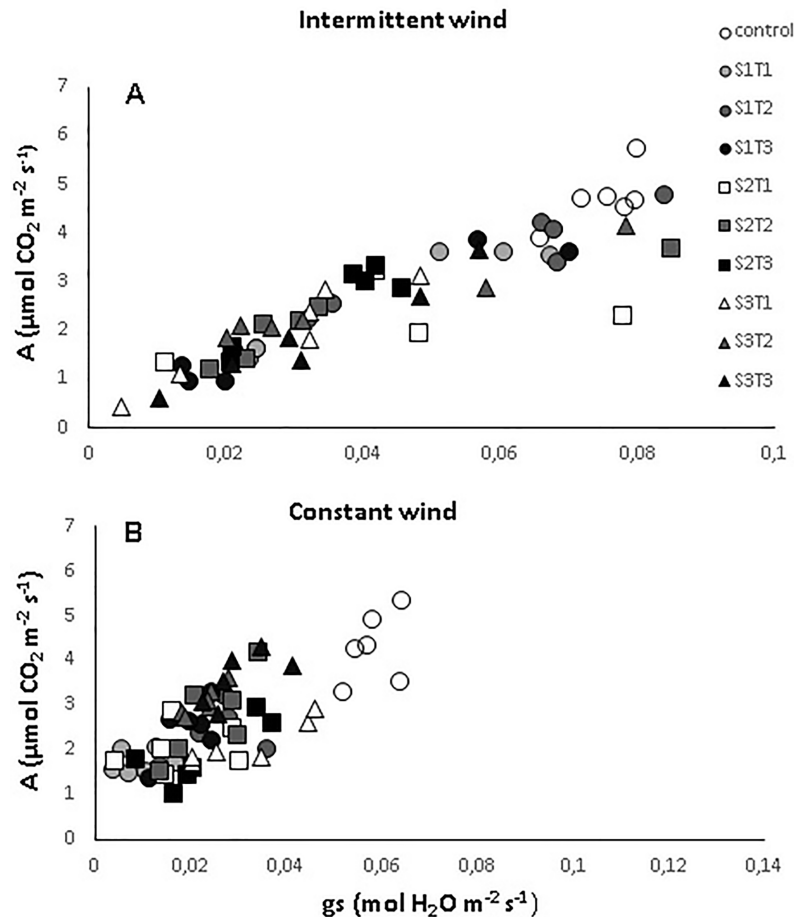 Intermittent wind
control
S1T1
S1T2
S1T3
S2T1
S2T2
S2T3
S3T1
S3T2
S3T3
A
A (µmol CO₂ m⁻² s⁻¹)
7
6
5
4
3
2
1
0
0 0,02 0,04 0,06 0,08 0,1
Constant wind
B
A (µmol CO₂ m⁻² s⁻¹)
7
6
5
4
3
2
1
0
0 0,02 0,04 0,06 0,08 0,1 0,12 0,14
gs (mol H₂O m⁻² s⁻¹)